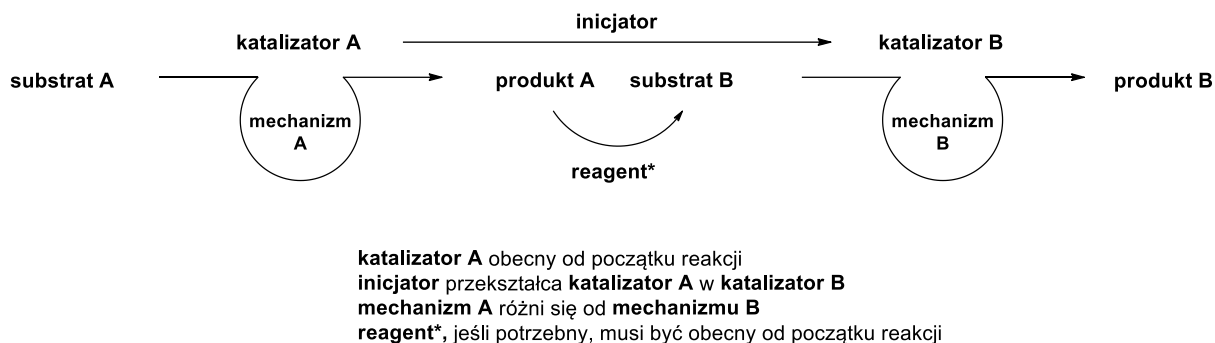 inicjator
katalizator A katalizator B
substrat A produkt A substrat B produkt B
mechanizm A mechanizm B
reagent*
katalizator A obecny od początku reakcji
inicjator przekształca katalizator A w katalizator B
mechanizm A różni się od mechanizmu B
reagent*, jeśli potrzebny, musi być obecny od początku reakcji